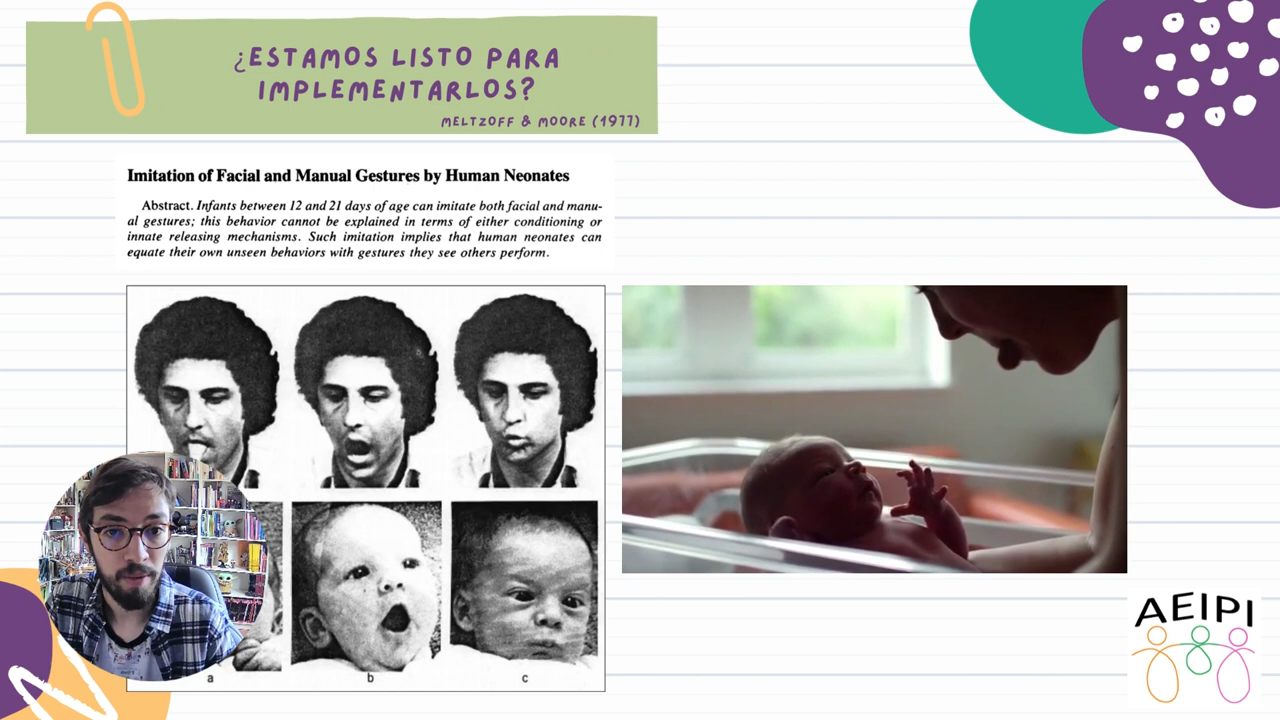 ¿ESTAMOS LISTO PARA
IMPLEMENTARLOS?
MELTZOFF & MOORE (1977)
Imitation of Facial and Manual Gestures by Human Neonates
Abstract. Infants between 12 and 21 days of age can imitate both facial and manu-
al gestures; this behavior cannot be explained in terms of either conditioning or
innate releasing mechanisms. Such imitation implies that human neonates can
equate their own unseen behaviors with gestures they see others perform.
a
b
c
AEIPI